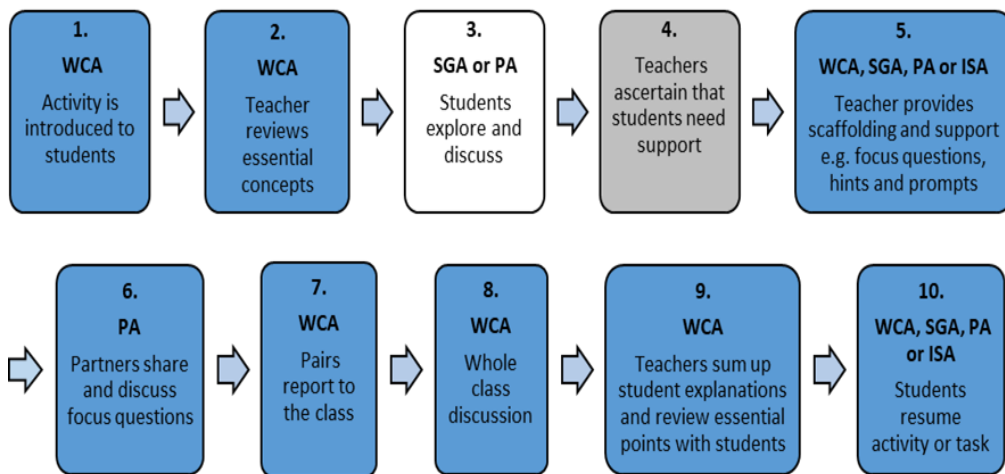 1.
WCA
Activity is
introduced to
students
2.
WCA
Teacher
reviews
essential
concepts
3.
SGA or PA
Students
explore and
discuss
4.
Teachers
ascertain that
students need
support
5.
WCA, SGA, PA or ISA
Teacher provides
scaffolding and support
e.g. focus questions,
hints and prompts
6.
PA
Partners share
and discuss
focus questions
7.
WCA
Pairs
report to
the class
8.
WCA
Whole
class
discussion
9.
WCA
Teachers sum up
student explanations
and review essential
points with students
10.
WCA, SGA, PA
or ISA
Students
resume
activity or task